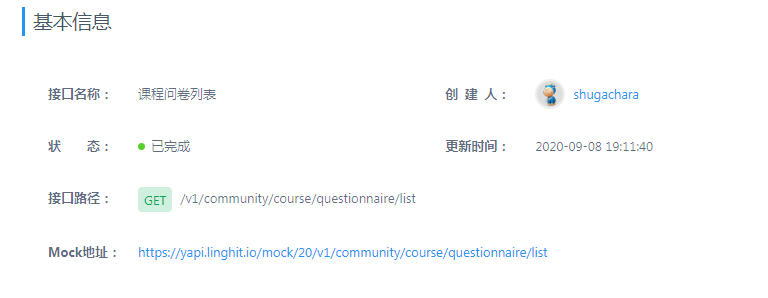 基本信息
接口名称： 课程问卷列表 创 建 人： shugachara
状 态： 已完成 更新时间： 2020-09-08 19:11:40
接口路径： GET /v1/community/course/questionnaire/list
Mock地址： https://yapi.linghit.io/mock/20/v1/community/course/questionnaire/list